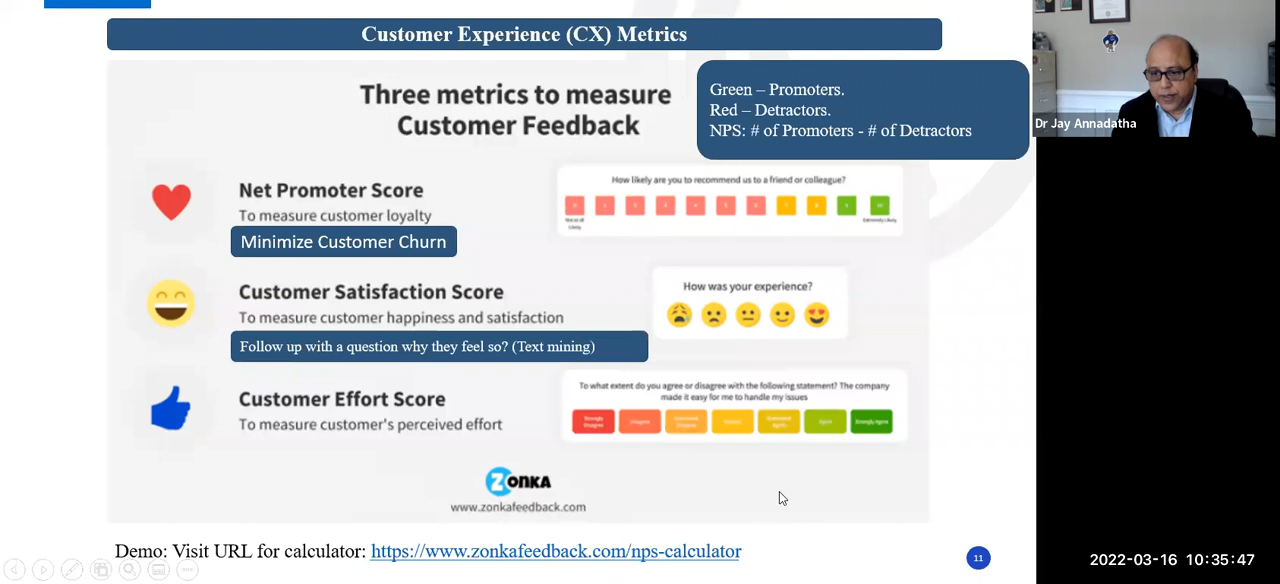 Customer Experience (CX) Metrics
Three metrics to measure
Customer Feedback
Green – Promoters.
Red – Detractors.
NPS: # of Promoters - # of Detractors
Dr Jay Annadatha
Net Promoter Score
To measure customer loyalty
Minimize Customer Churn
How likely are you to recommend us to a friend or colleague?
Customer Satisfaction Score
To measure customer happiness and satisfaction
Follow up with a question why they feel so? (Text mining)
How was your experience?
Customer Effort Score
To measure customer's perceived effort
To what extent do you agree or disagree with the following statement? The company
made it easy for me to handle my issues
Strongly
Disagree
Disagree
Agree
Strongly Agree
ZONKA
www.zonkafeedback.com
Demo: Visit URL for calculator: https://www.zonkafeedback.com/nps-calculator
11
2022-03-16 10:35:47